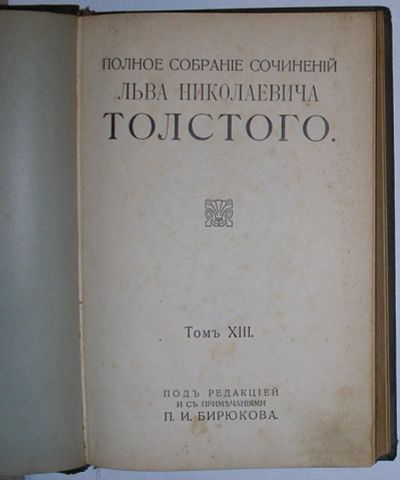 ПОЛНОЕ СОБРАНІЕ СОЧИНЕНІЙ
ЛЬВА НИКОЛАЕВИЧА
ТОЛСТОГО.
Томъ XIII.
ПОДЪ РЕДАКЦІЕЙ
И СЪ ПРИМѢЧАНІЯМИ
П. И. БИРЮКОВА.